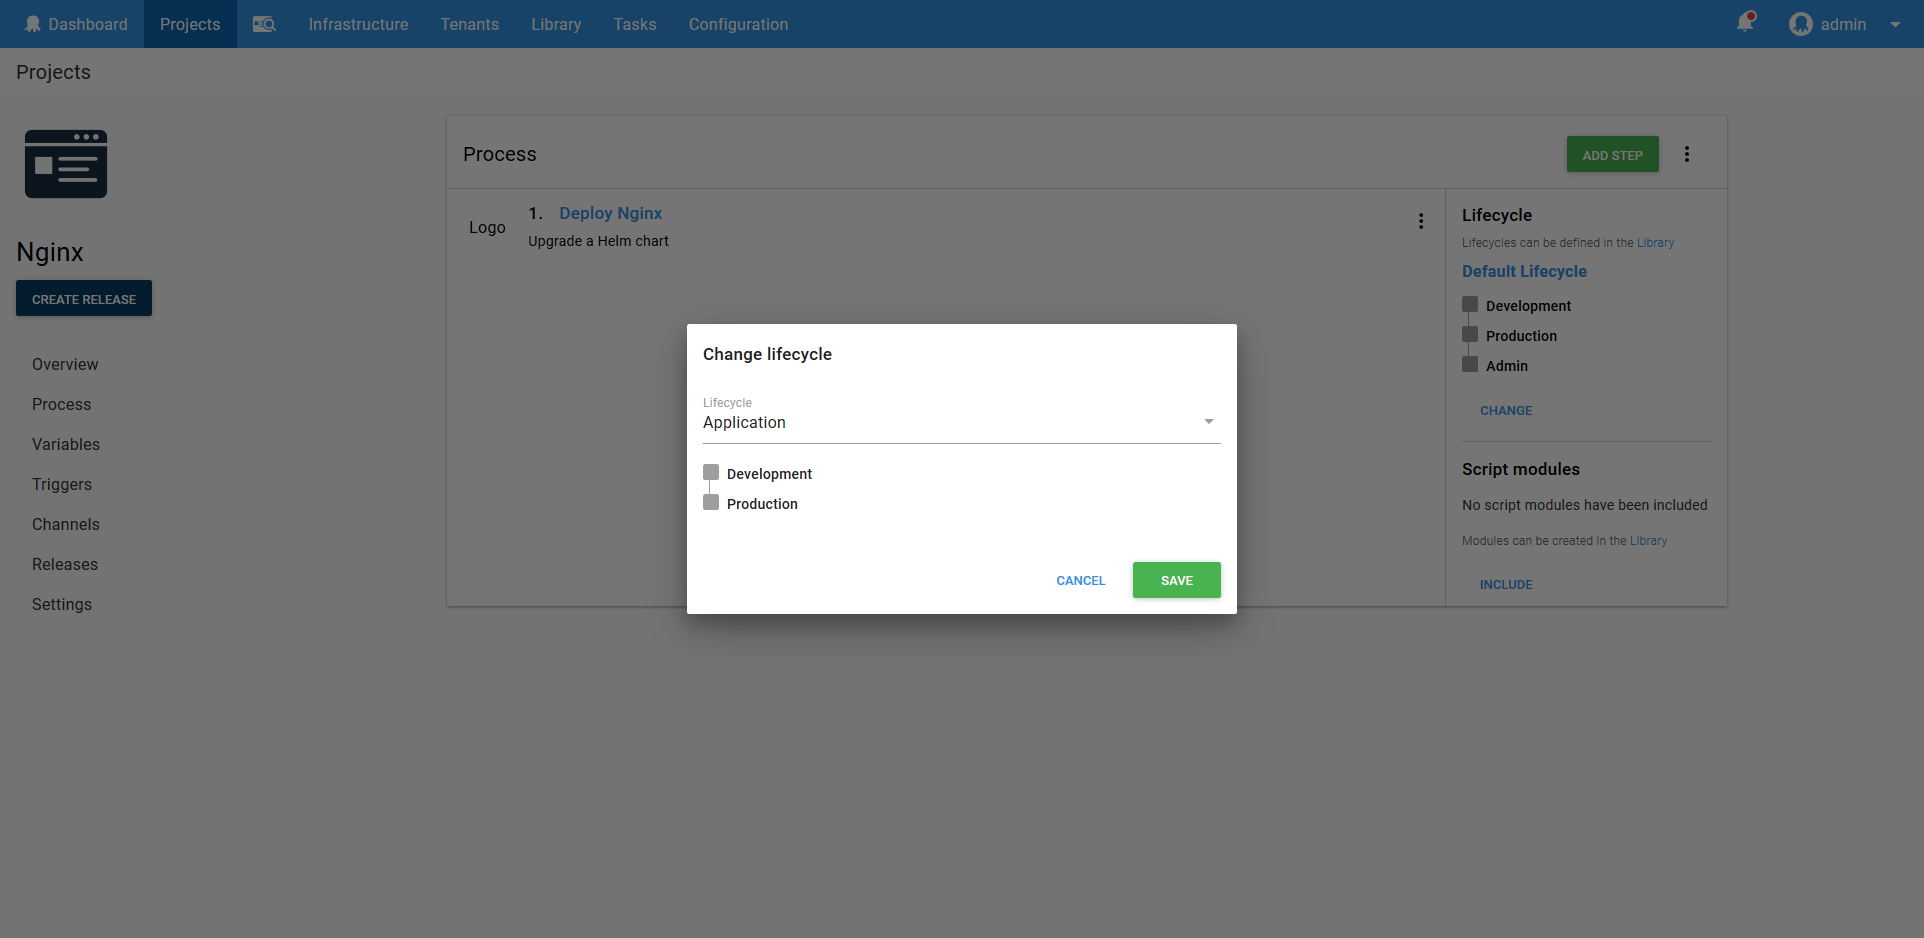 Dashboard
Projects
Infrastructure
Tenants
Library
Tasks
Configuration
admin
Projects
Nginx
CREATE RELEASE
Overview
Process
Variables
Triggers
Channels
Releases
Settings
Process
ADD STEP
Logo
1. Deploy Nginx
Upgrade a Helm chart
Lifecycle
Lifecycles can be defined in the Library
Default Lifecycle
Development
Production
Admin
CHANGE
Script modules
No script modules have been included
Modules can be created in the Library
INCLUDE
Change lifecycle
Lifecycle
Application
Development
Production
CANCEL
SAVE